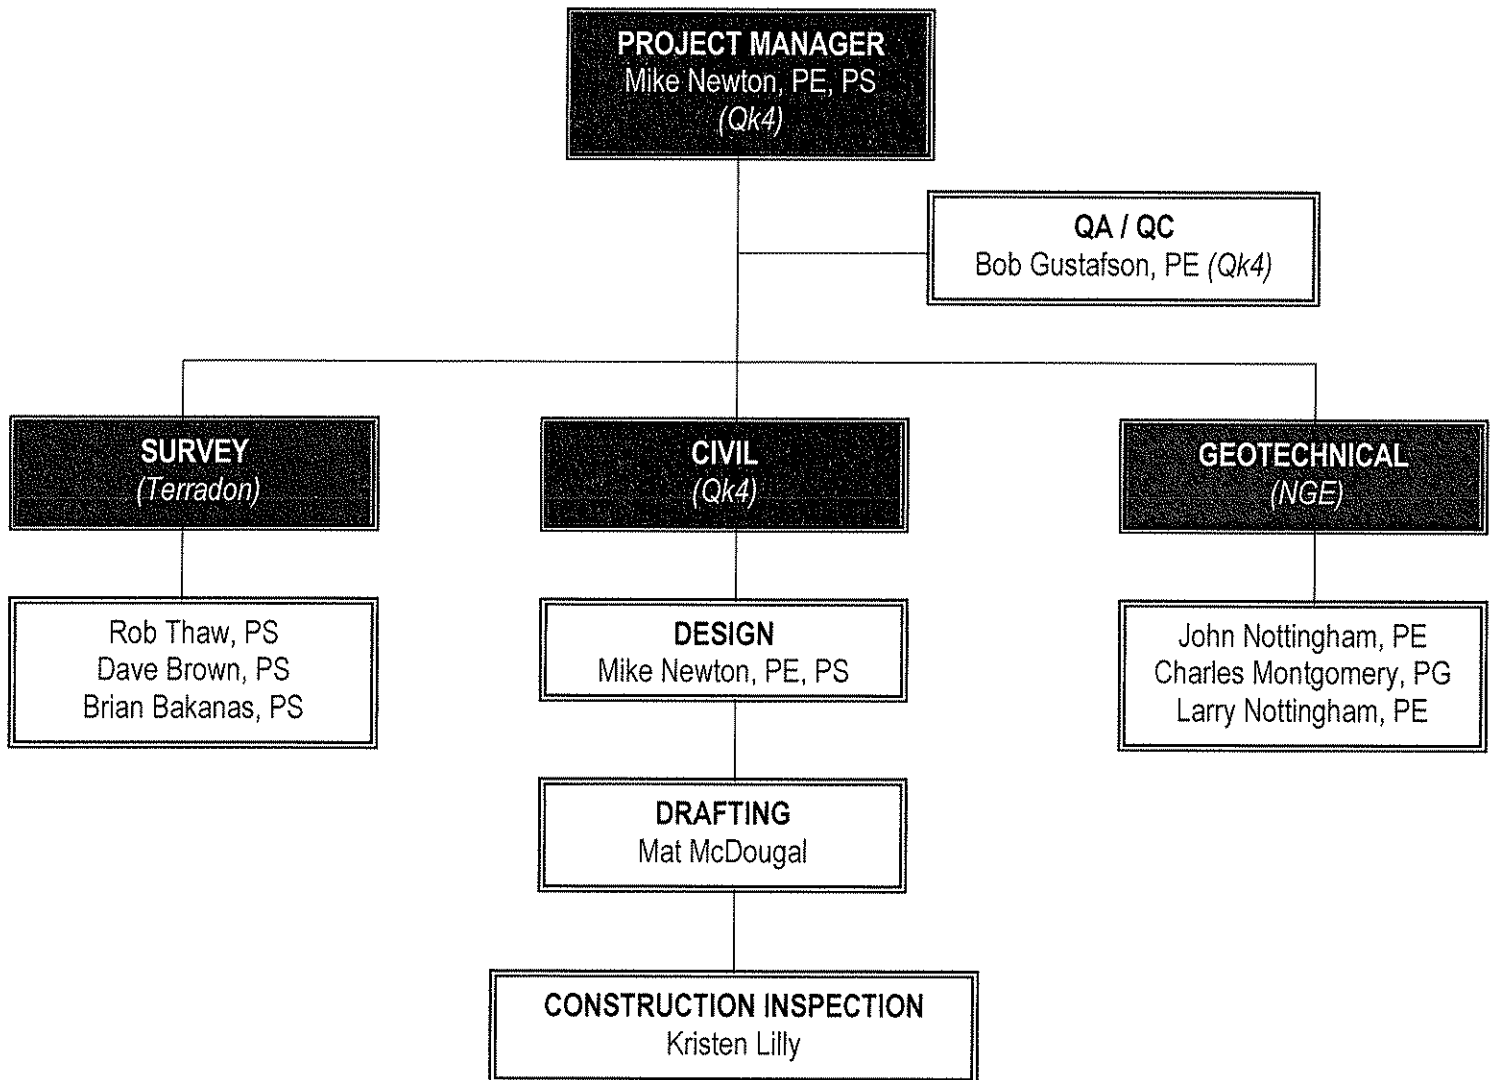 PROJECT MANAGER
Mike Newton, PE, PS
(Qk4)
QA / QC
Bob Gustafson, PE (Qk4)
SURVEY
(Terradon)
Rob Thaw, PS
Dave Brown, PS
Brian Bakanas, PS
CIVIL
(Qk4)
DESIGN
Mike Newton, PE, PS
DRAFTING
Mat McDougal
CONSTRUCTION INSPECTION
Kristen Lilly
GEOTECHNICAL
(NGE)
John Nottingham, PE
Charles Montgomery, PG
Larry Nottingham, PE